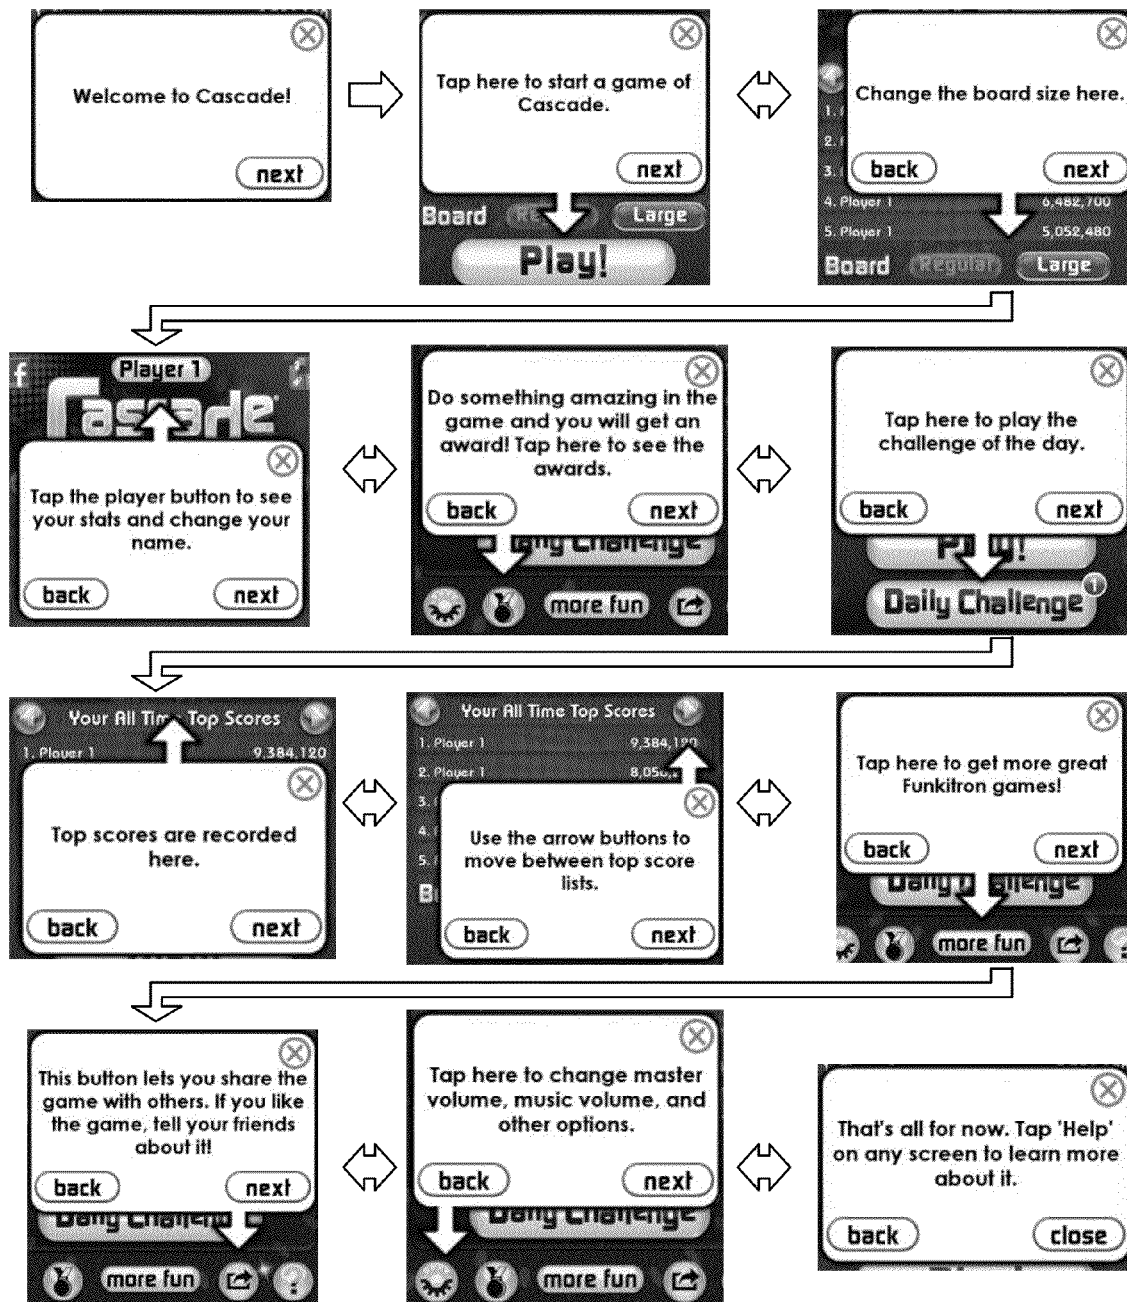 Welcome to Cascade!
next
Tap here to start a game of
Cascade.
next
Board Large
Play!
Change the board size here.
back next
4. Player 1 6,482,700
5. Player 1 5,052,480
Board Regular Large
f Player 1
Cascade
Tap the player button to see
your stats and change your
name.
back next
Do something amazing in the
game and you will get an
award! Tap here to see the
awards.
back next
Daily Challenge
more fun
Tap here to play the
challenge of the day.
back next
Play!
Daily Challenge 1
Your All Time Top Scores
1. Player 1 9,384,120
Top scores are recorded
here.
back next
Your All Time Top Scores
1. Player 1 9,384,120
2. Player 1
3.
4.
5.
Use the arrow buttons to
move between top score
lists.
back next
Tap here to get more great
Funkitron games!
back next
Daily Challenge
more fun
?
This button lets you share the
game with others. If you like
the game, tell your friends
about it!
back next
Daily Challenge
more fun ?
Tap here to change master
volume, music volume, and
other options.
back next
Daily Challenge
more fun
That's all for now. Tap 'Help'
on any screen to learn more
about it.
back close